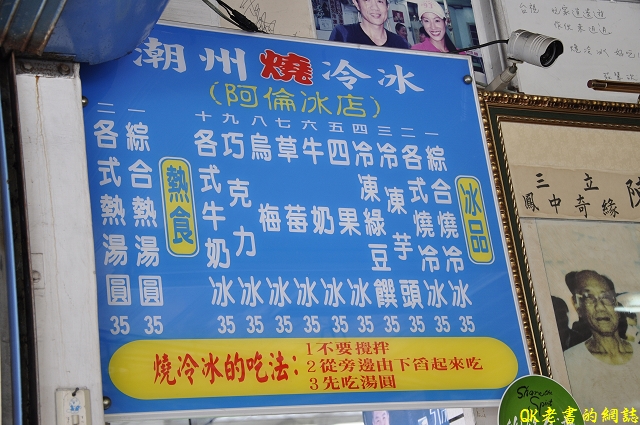 潮州燒冷冰
(阿倫冰店)
冰品
一 綜合燒冷冰 35
二 各式燒冷冰 35
三 冷凍芋頭 35
四 冷凍綠豆饌 35
五 四果冰 35
六 牛奶冰 35
七 草莓冰 35
八 烏梅冰 35
九 巧克力冰 35
十 各式牛奶冰 35
熱食
一 綜合熱湯圓 35
二 各式熱湯圓 35
燒冷冰的吃法:
1不要攪拌
2從旁邊由下舀起來吃
3先吃湯圓
三立
鳳中奇緣
QK老書的網誌